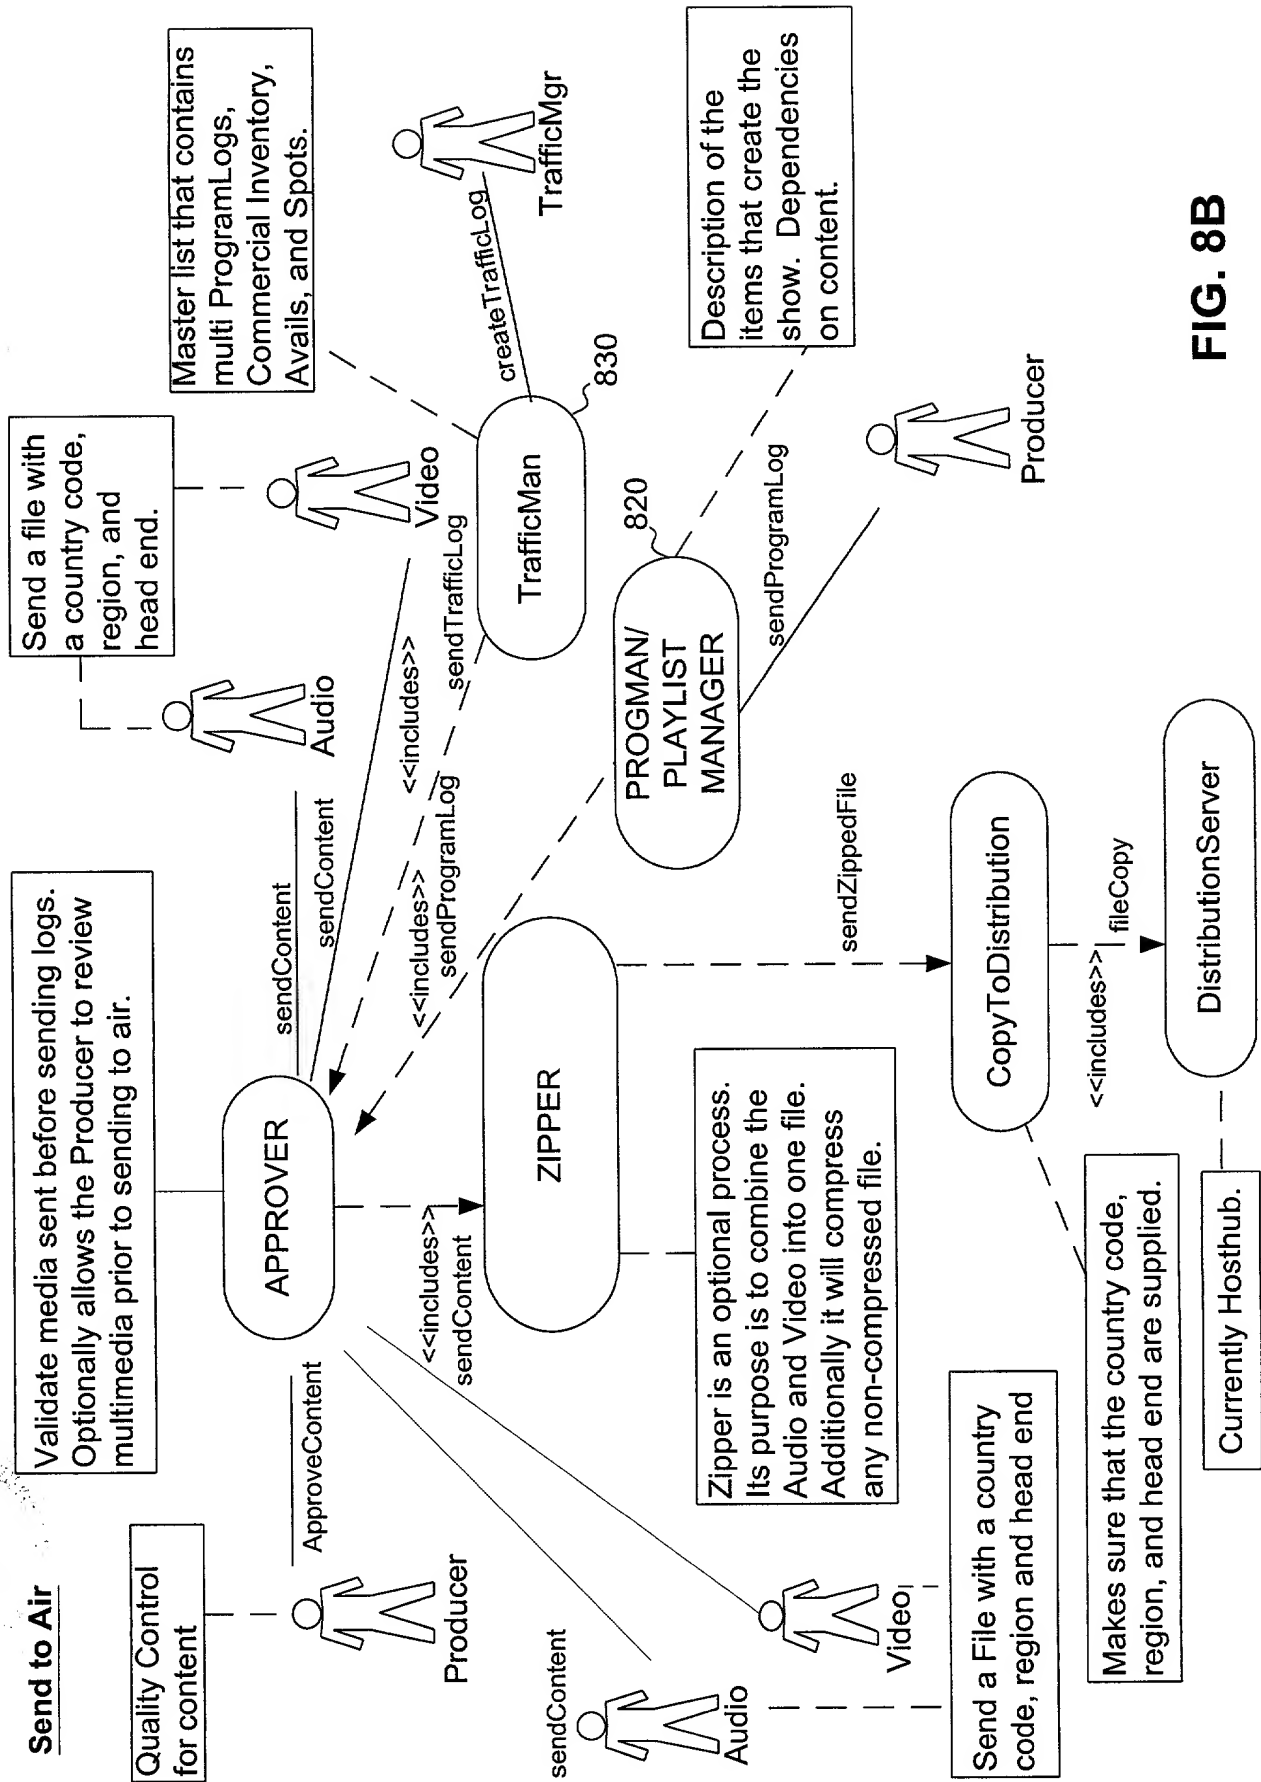 Send to Air
Quality Control
for content
Producer
ApproveContent
Validate media sent before sending logs.
Optionally allows the Producer to review
multimedia prior to sending to air.
APPROVER
sendContent
sendContent
Audio
Send a file with
a country code,
region, and
head end.
Video
Master list that contains
multi ProgramLogs,
Commercial Inventory,
Avails, and Spots.
TrafficMgr
createTrafficLog
TrafficMan
830
<<includes>>
sendTrafficLog
<<includes>>
sendProgramLog
<<includes>>
sendContent
ZIPPER
PROGMAN/
PLAYLIST
MANAGER
820
sendProgramLog
Producer
Description of the
items that create the
show. Dependencies
on content.
sendContent
Audio
Video
Zipper is an optional process.
Its purpose is to combine the
Audio and Video into one file.
Additionally it will compress
any non-compressed file.
sendZippedFile
Send a File with a country
code, region and head end
CopyToDistribution
Makes sure that the country code,
region, and head end are supplied.
<<includes>>
fileCopy
Currently Hosthub.
DistributionServer
FIG. 8B